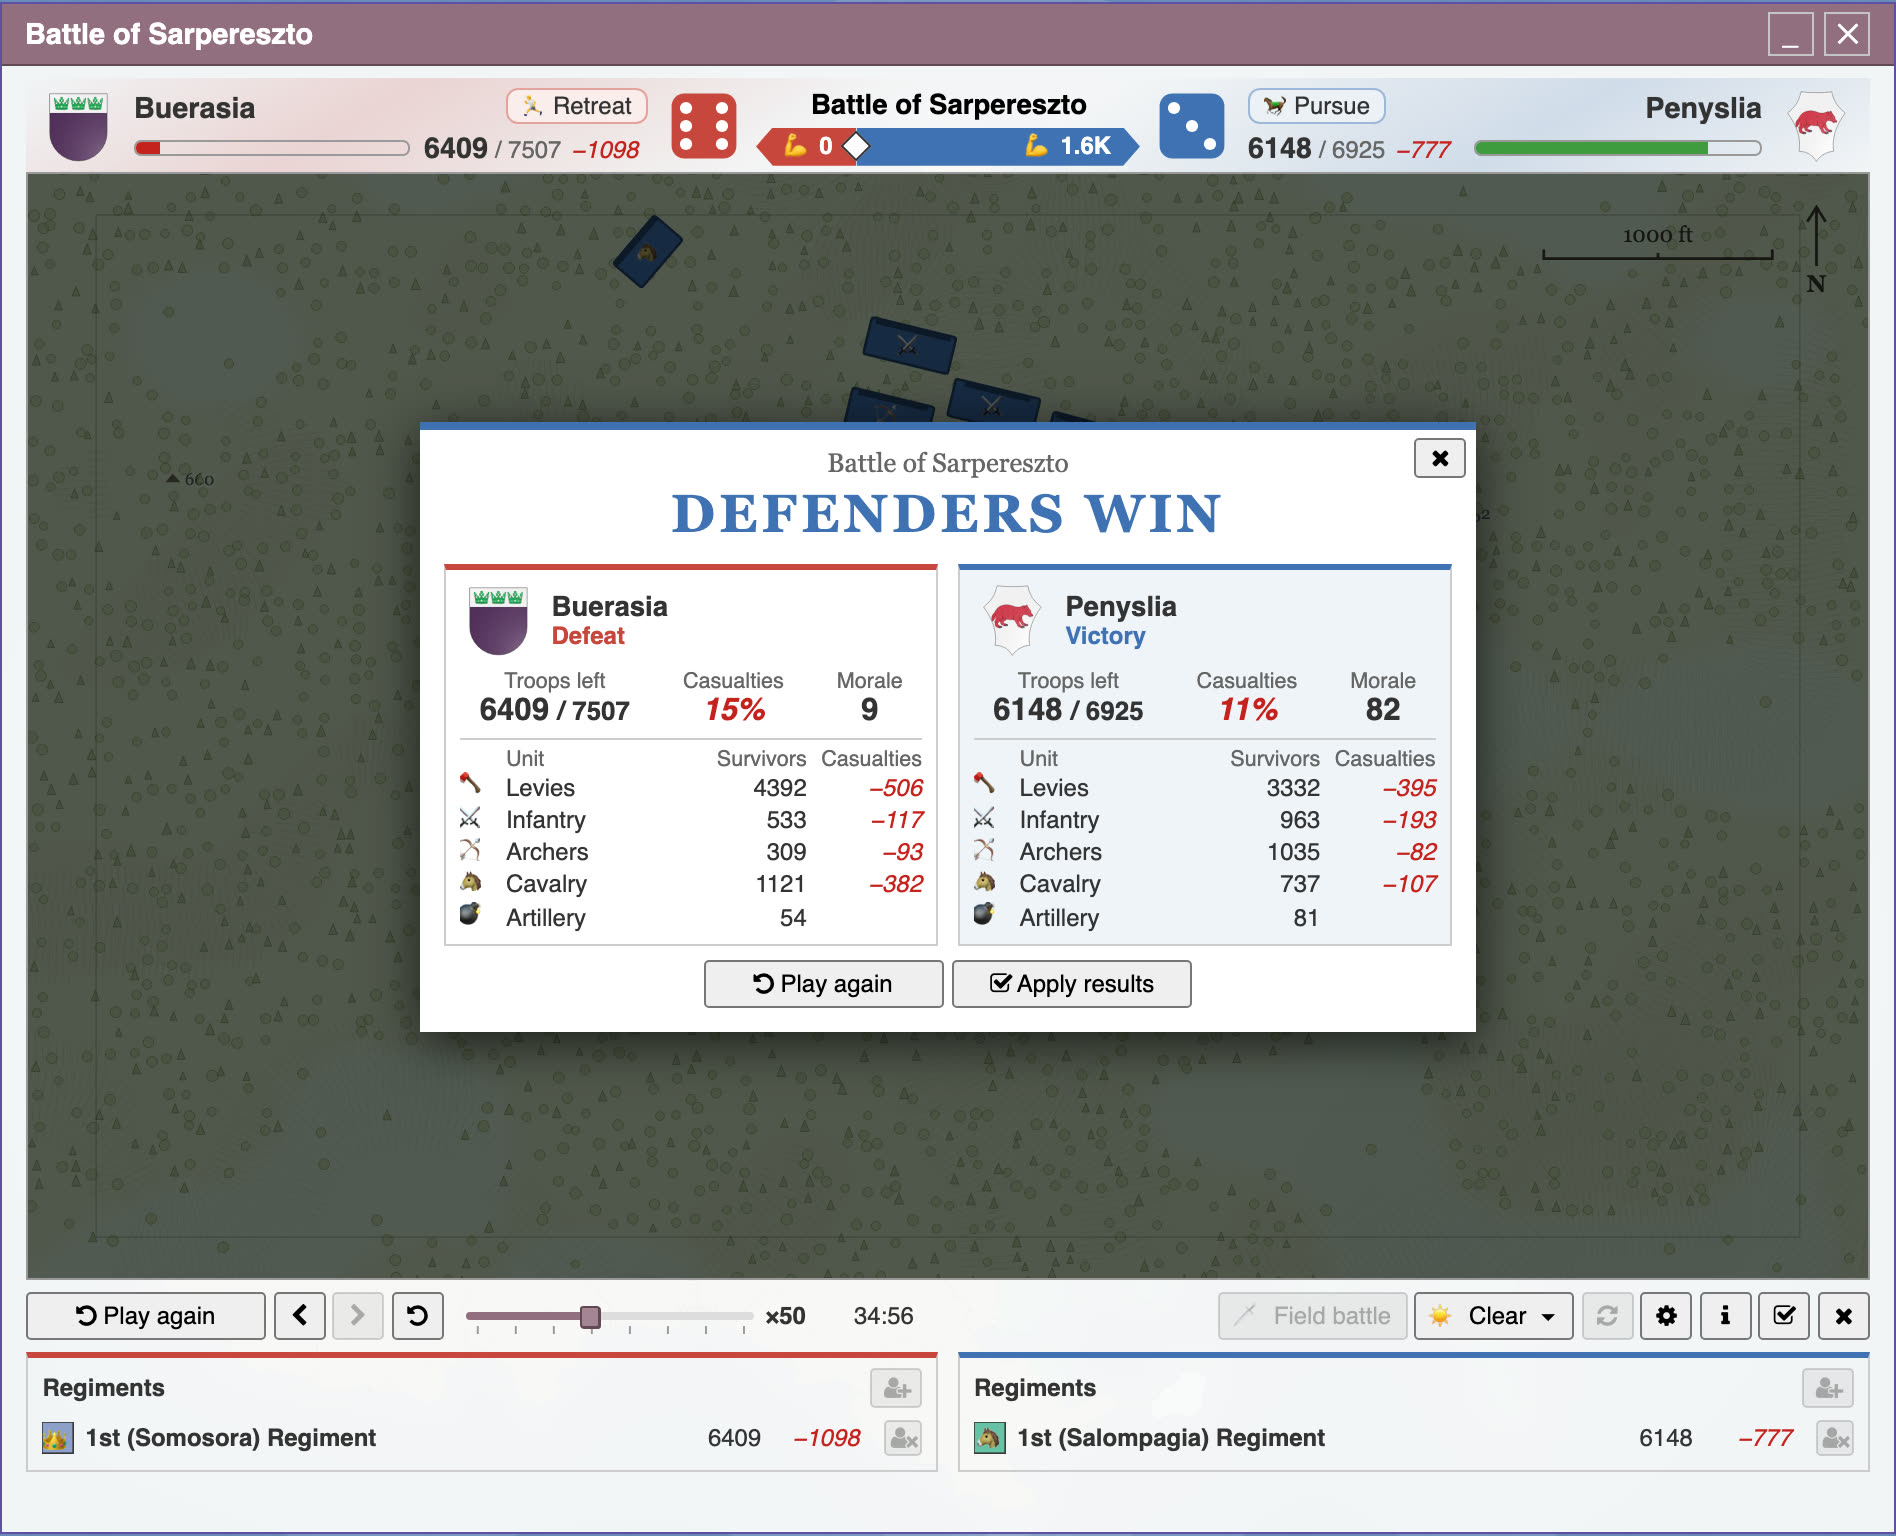 Battle of Sarpereszto
Buerasia
Retreat
6409 / 7507 −1098
Battle of Sarpereszto
0
1.6K
Pursue
6148 / 6925 −777
Penyslia
1000 ft
N
660
Battle of Sarpereszto
DEFENDERS WIN
Buerasia
Defeat
Troops left Casualties Morale
6409 / 7507 15% 9
Unit Survivors Casualties
Levies 4392 −506
Infantry 533 −117
Archers 309 −93
Cavalry 1121 −382
Artillery 54
Penyslia
Victory
Troops left Casualties Morale
6148 / 6925 11% 82
Unit Survivors Casualties
Levies 3332 −395
Infantry 963 −193
Archers 1035 −82
Cavalry 737 −107
Artillery 81
Play again
Apply results
Play again
×50
34:56
Field battle
Clear
Regiments
1st (Somosora) Regiment 6409 −1098
Regiments
1st (Salompagia) Regiment 6148 −777